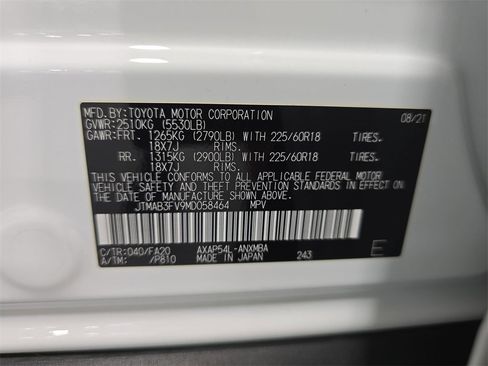 MFD.BY:TOYOTA MOTOR CORPORATION 08/21
GVWR:2510KG (5530LB)
GAWR:FRT. 1265KG (2790LB) WITH 225/60R18 TIRES.
18X7J RIMS.
RR. 1315KG (2900LB) WITH 225/60R18 TIRES.
18X7J RIMS.
THIS VEHICLE CONFORMS TO ALL APPLICABLE FEDERAL MOTOR
VEHICLE SAFETY AND THEFT PREVENTION STANDARDS IN EFFECT ON
THE DATE OF MANUFACTURE SHOWN ABOVE.
JTMAB3FV9MD058464 MPV
C/TR:040/FA20 AXAP54L-ANXMBA E
A/TM: /P810 MADE IN JAPAN 243